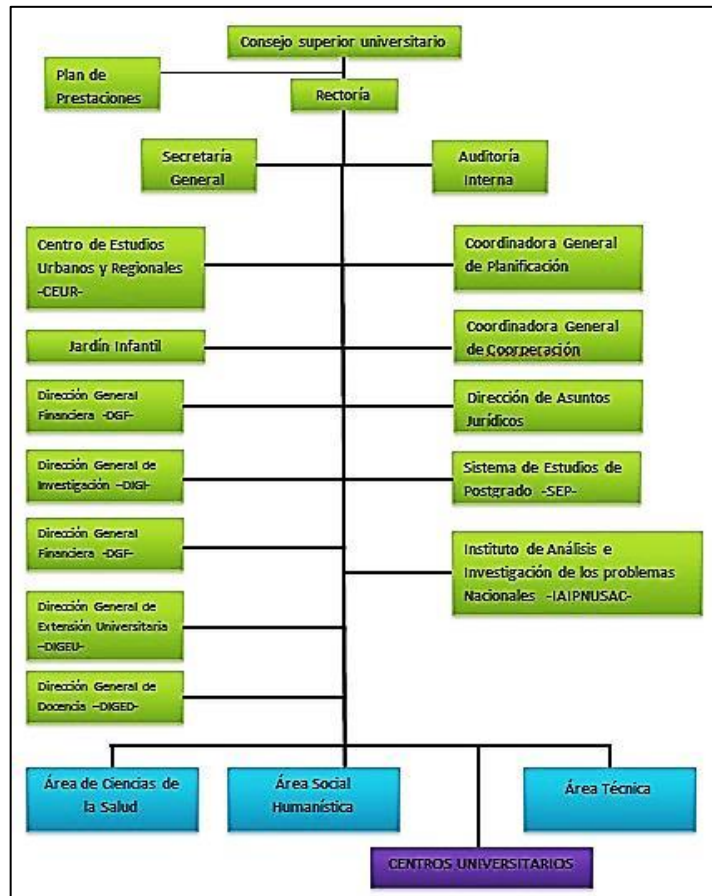 Consejo superior universitario
Plan de
Prestaciones
Rectoría
Secretaría
General
Auditoría
Interna
Centro de Estudios
Urbanos y Regionales
-CEUR-
Coordinadora General
de Planificación
Jardín Infantil
Coordinadora General
de Coorperación
Dirección General
Financiera -DGF-
Dirección de Asuntos
Jurídicos
Dirección General de
Investigación –DIGI-
Sistema de Estudios de
Postgrado -SEP-
Dirección General
Financiera -DGF-
Instituto de Análisis e
Investigación de los problemas
Nacionales -IAIPNUSAC-
Dirección General de
Extensión Universitaria
–DIGEU-
Dirección General de
Docencia –DIGED-
Área de Ciencias de
la Salud
Área Social
Humanística
Área Técnica
CENTROS UNIVERSITARIOS